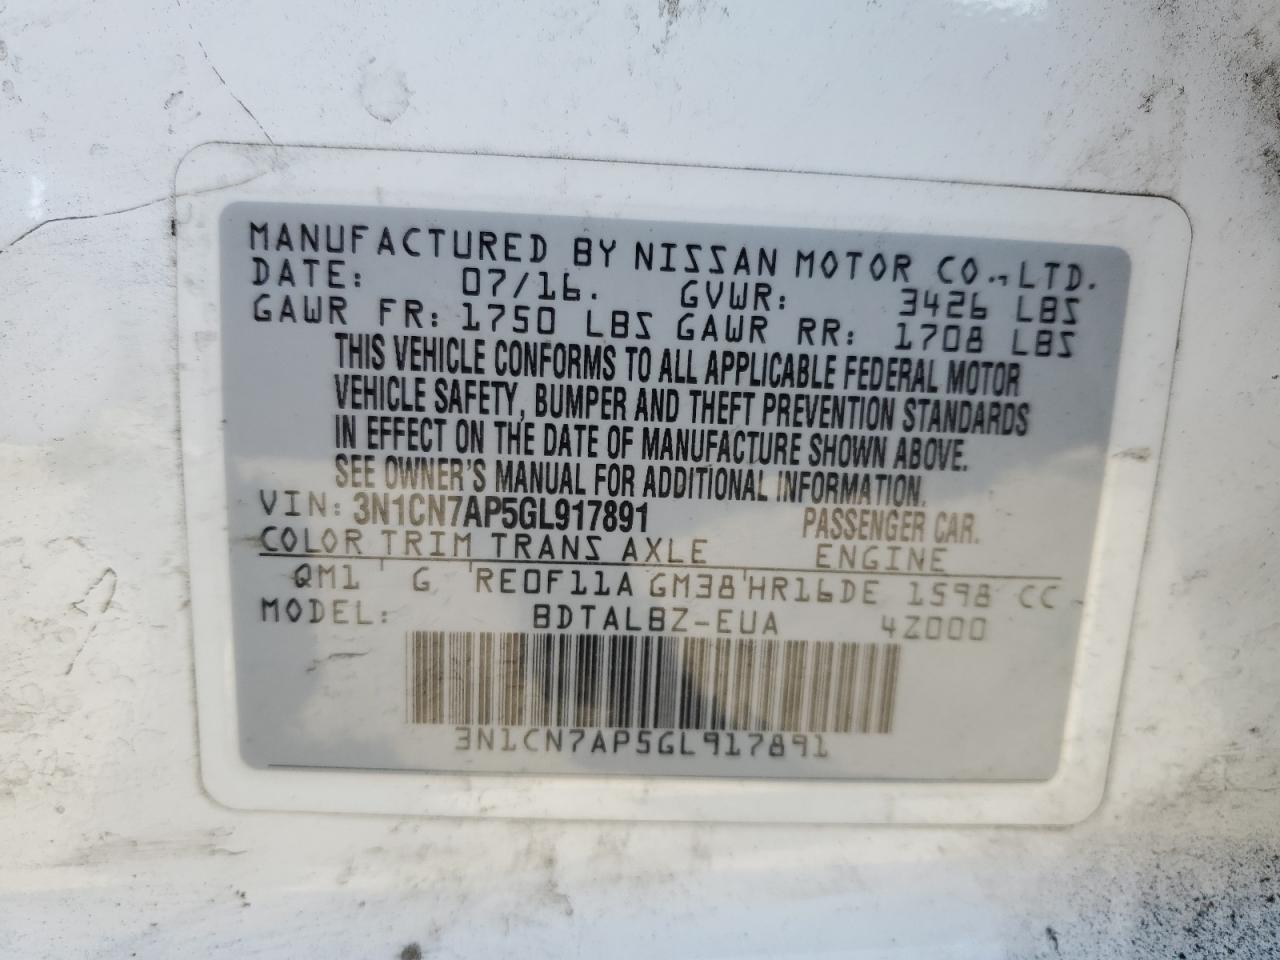 MANUFACTURED BY NISSAN MOTOR CO., LTD.
DATE: 07/16. GVWR: 3426 LBS
GAWR FR: 1750 LBS GAWR RR: 1708 LBS
THIS VEHICLE CONFORMS TO ALL APPLICABLE FEDERAL MOTOR
VEHICLE SAFETY, BUMPER AND THEFT PREVENTION STANDARDS
IN EFFECT ON THE DATE OF MANUFACTURE SHOWN ABOVE.
SEE OWNER'S MANUAL FOR ADDITIONAL INFORMATION.
VIN: 3N1CN7AP5GL917891 PASSENGER CAR.
COLOR TRIM TRANS AXLE ENGINE
QM1 G RE0F11A GM38 HR16DE 1598 CC
MODEL: BDTALBZ-EUA 4Z000
3N1CN7AP5GL917891